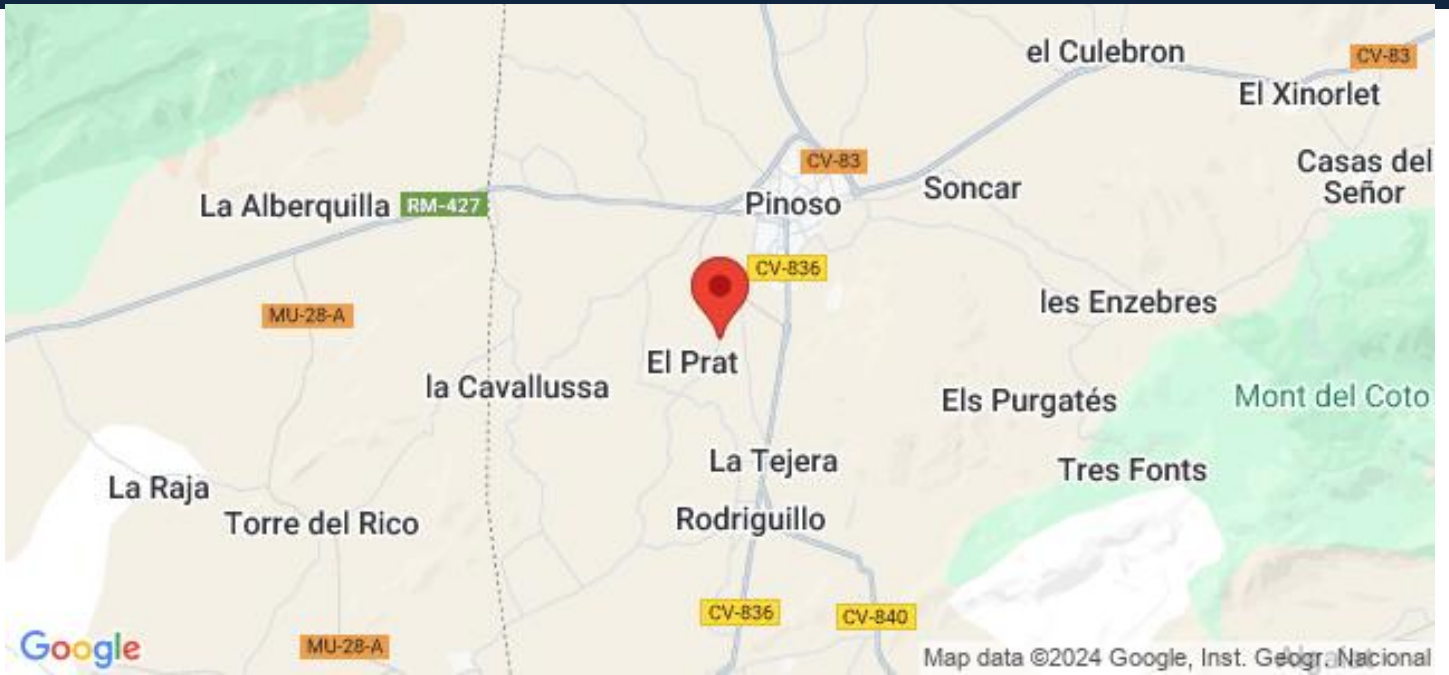 el Culebron
CV-83
El Xinorlet
CV-83
Casas del
Señor
La Alberquilla
RM-427
Pinoso
Soncar
CV-836
MU-28-A
les Enzebres
El Prat
la Cavallussa
Els Purgatés
Mont del Coto
La Tejera
Tres Fonts
La Raja
Torre del Rico
Rodriguillo
CV-836
CV-840
MU-28-A
Google
Map data ©2024 Google, Inst. Geogr. Nacional